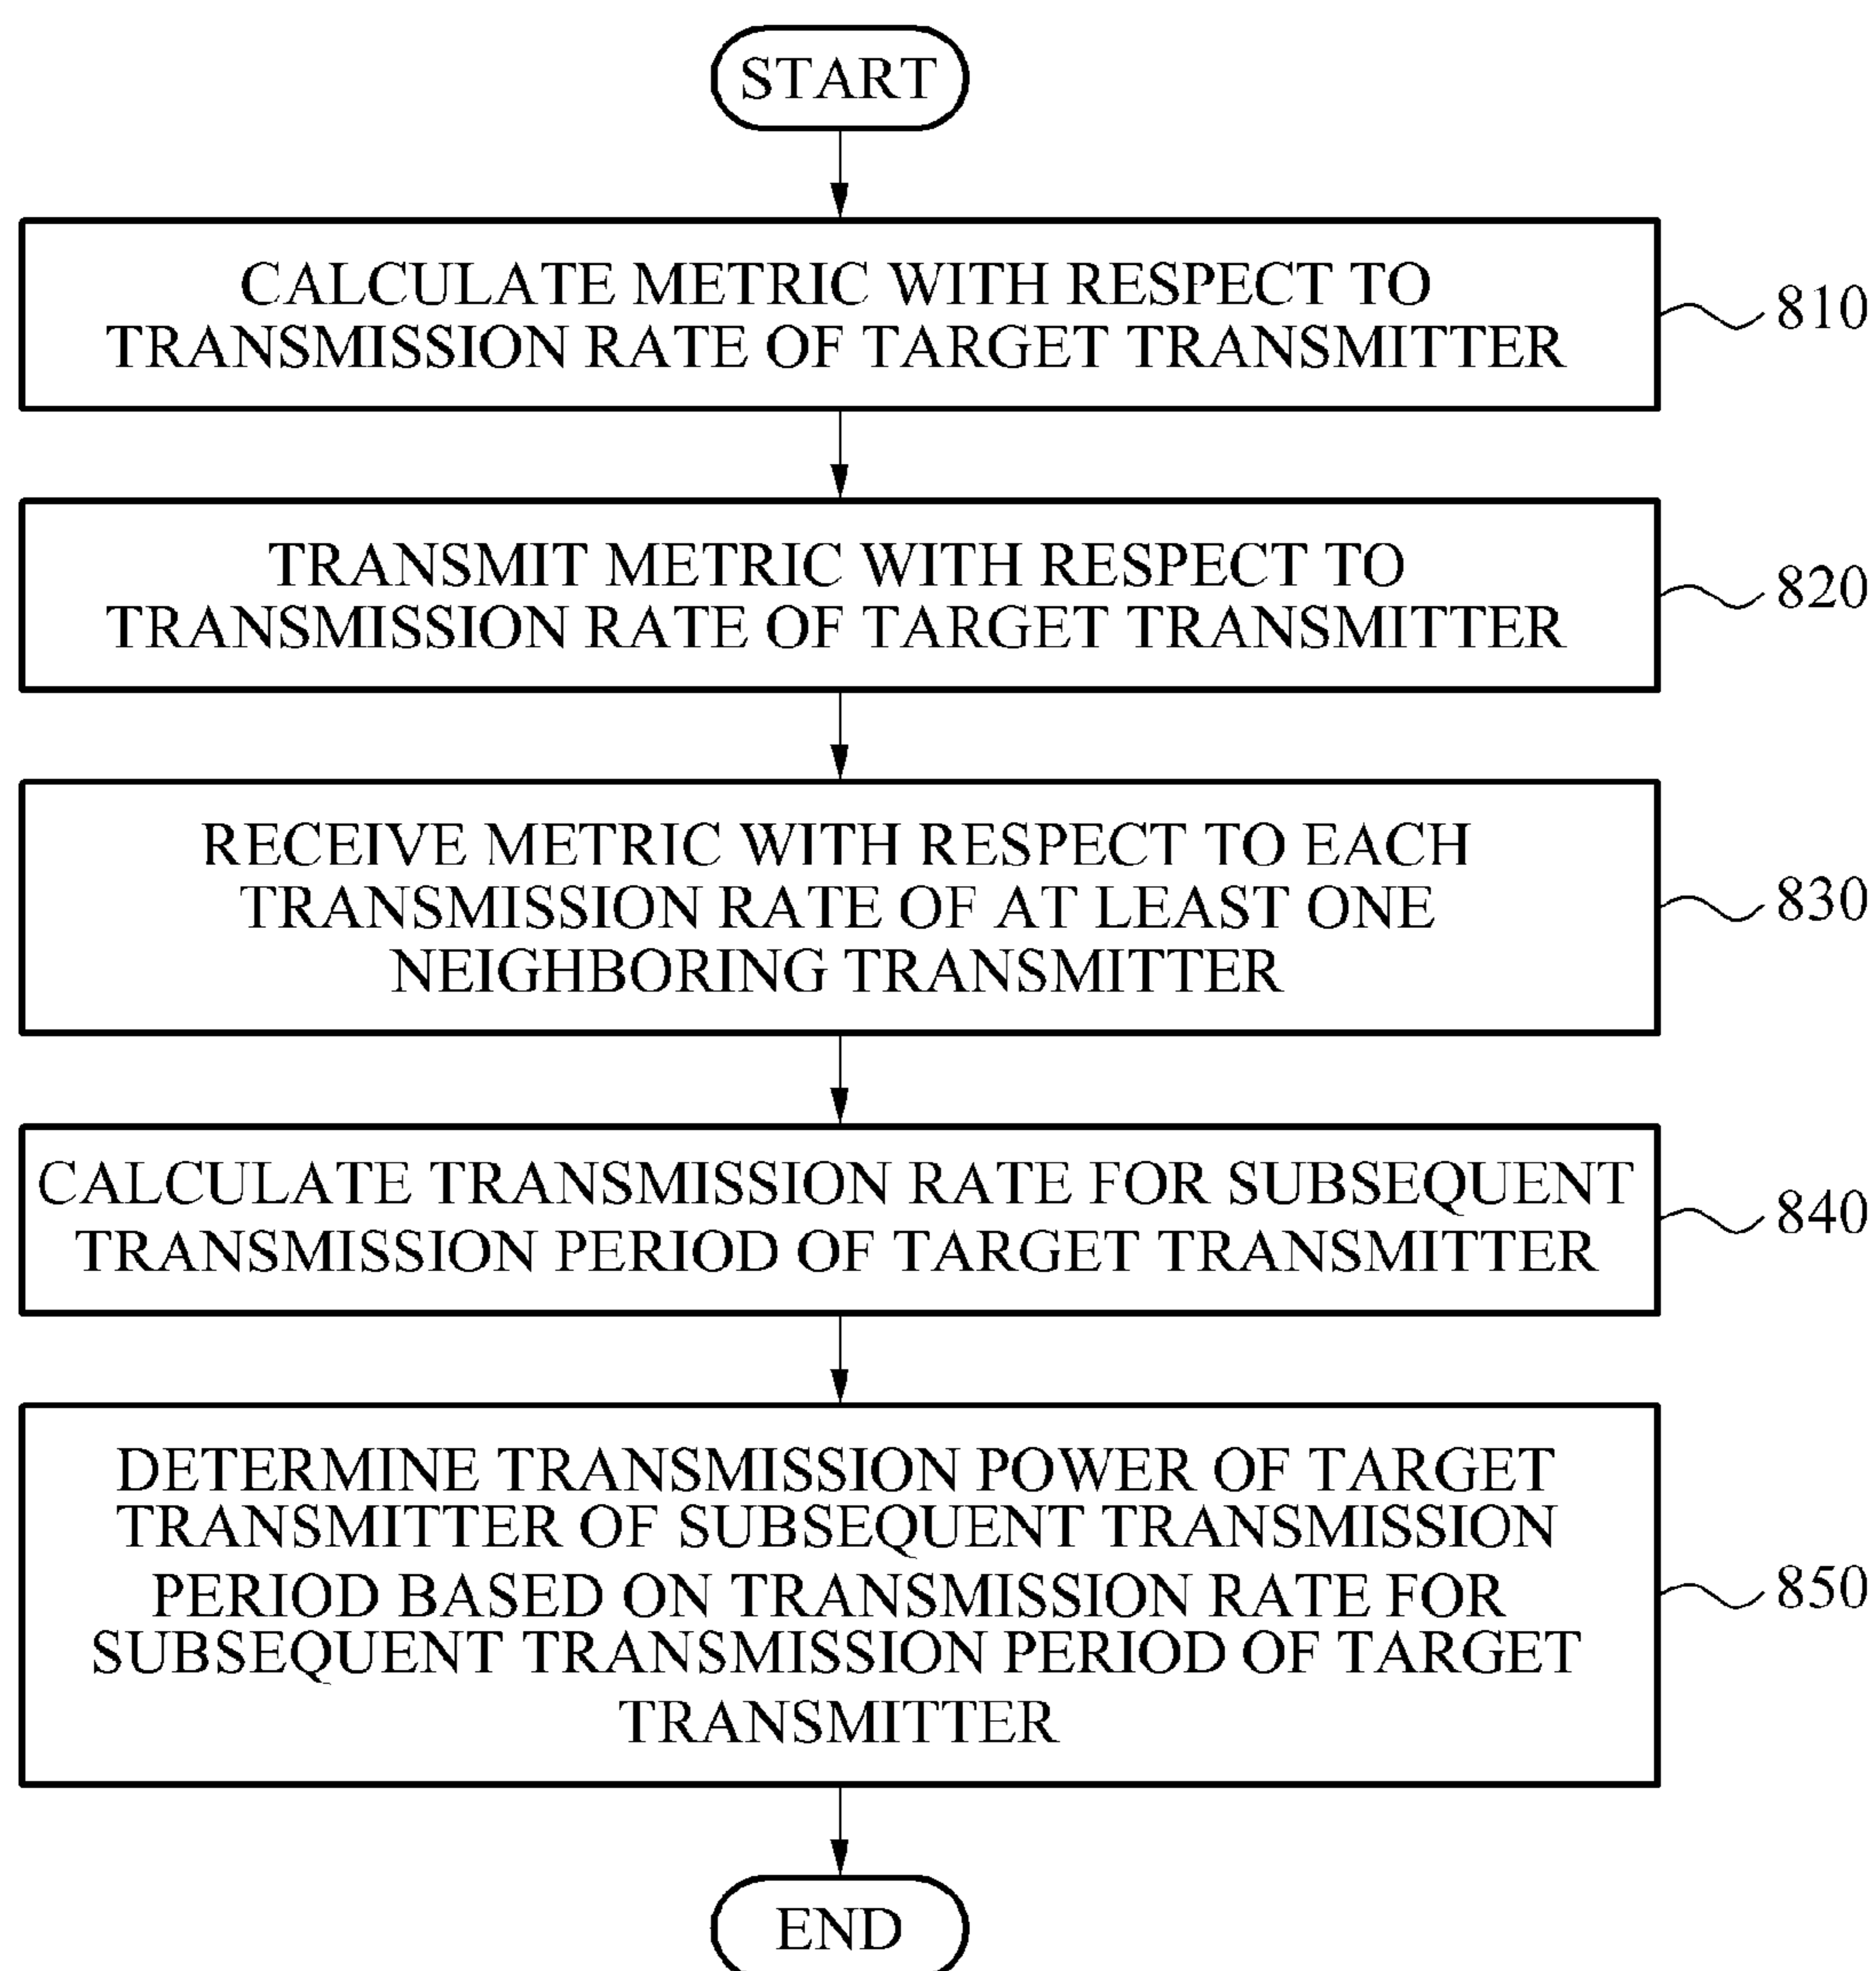 START
CALCULATE METRIC WITH RESPECT TO
TRANSMISSION RATE OF TARGET TRANSMITTER
810
TRANSMIT METRIC WITH RESPECT TO
TRANSMISSION RATE OF TARGET TRANSMITTER
820
RECEIVE METRIC WITH RESPECT TO EACH
TRANSMISSION RATE OF AT LEAST ONE
NEIGHBORING TRANSMITTER
830
CALCULATE TRANSMISSION RATE FOR SUBSEQUENT
TRANSMISSION PERIOD OF TARGET TRANSMITTER
840
DETERMINE TRANSMISSION POWER OF TARGET
TRANSMITTER OF SUBSEQUENT TRANSMISSION
PERIOD BASED ON TRANSMISSION RATE FOR
SUBSEQUENT TRANSMISSION PERIOD OF TARGET
TRANSMITTER
850
END